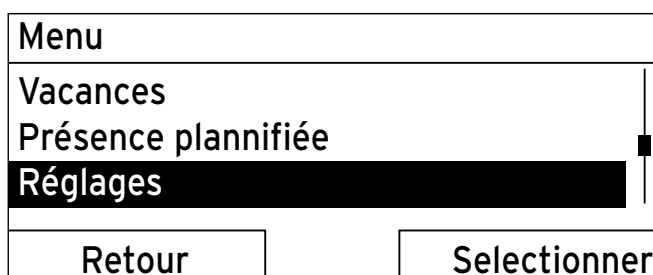 Menu
Vacances
Présence plannifiée
Réglages
Retour
Selectionner